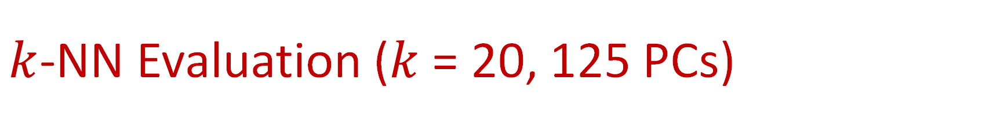 k-NN Evaluation (k = 20, 125 PCs)